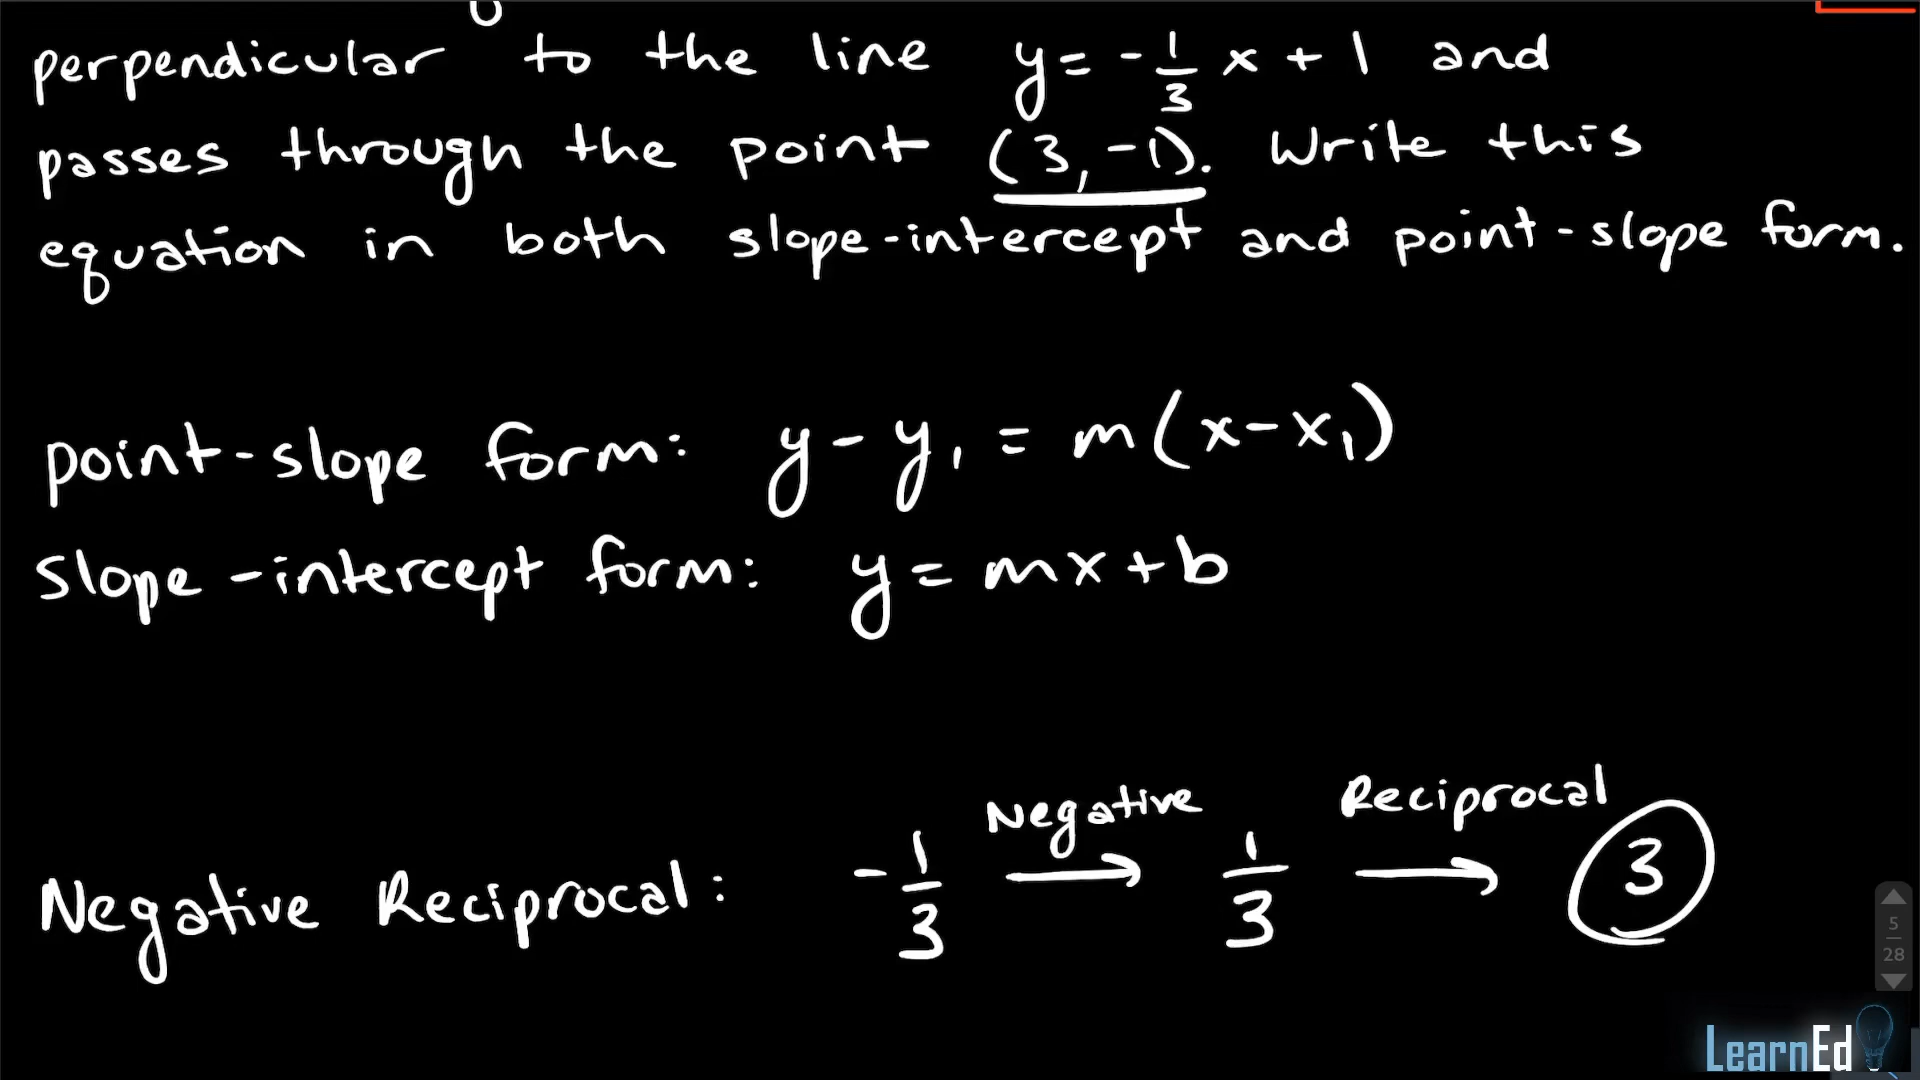 perpendicular to the line y = -1/3 x + 1 and
passes through the point (3, -1). Write this
equation in both slope-intercept and point-slope form.
point-slope form: y - y₁ = m(x - x₁)
slope-intercept form: y = mx + b
Negative Reciprocal: -1/3 Negative → 1/3 Reciprocal → 3
5
28
LearnEd